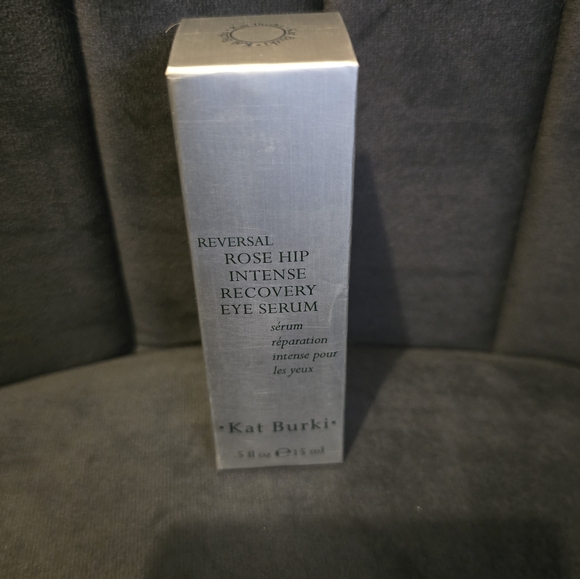 REVERSAL
ROSE HIP
INTENSE
RECOVERY
EYE SERUM
sérum
réparation
intense pour
les yeux
•Kat Burki•
.5 fl oz ℮ 15 ml